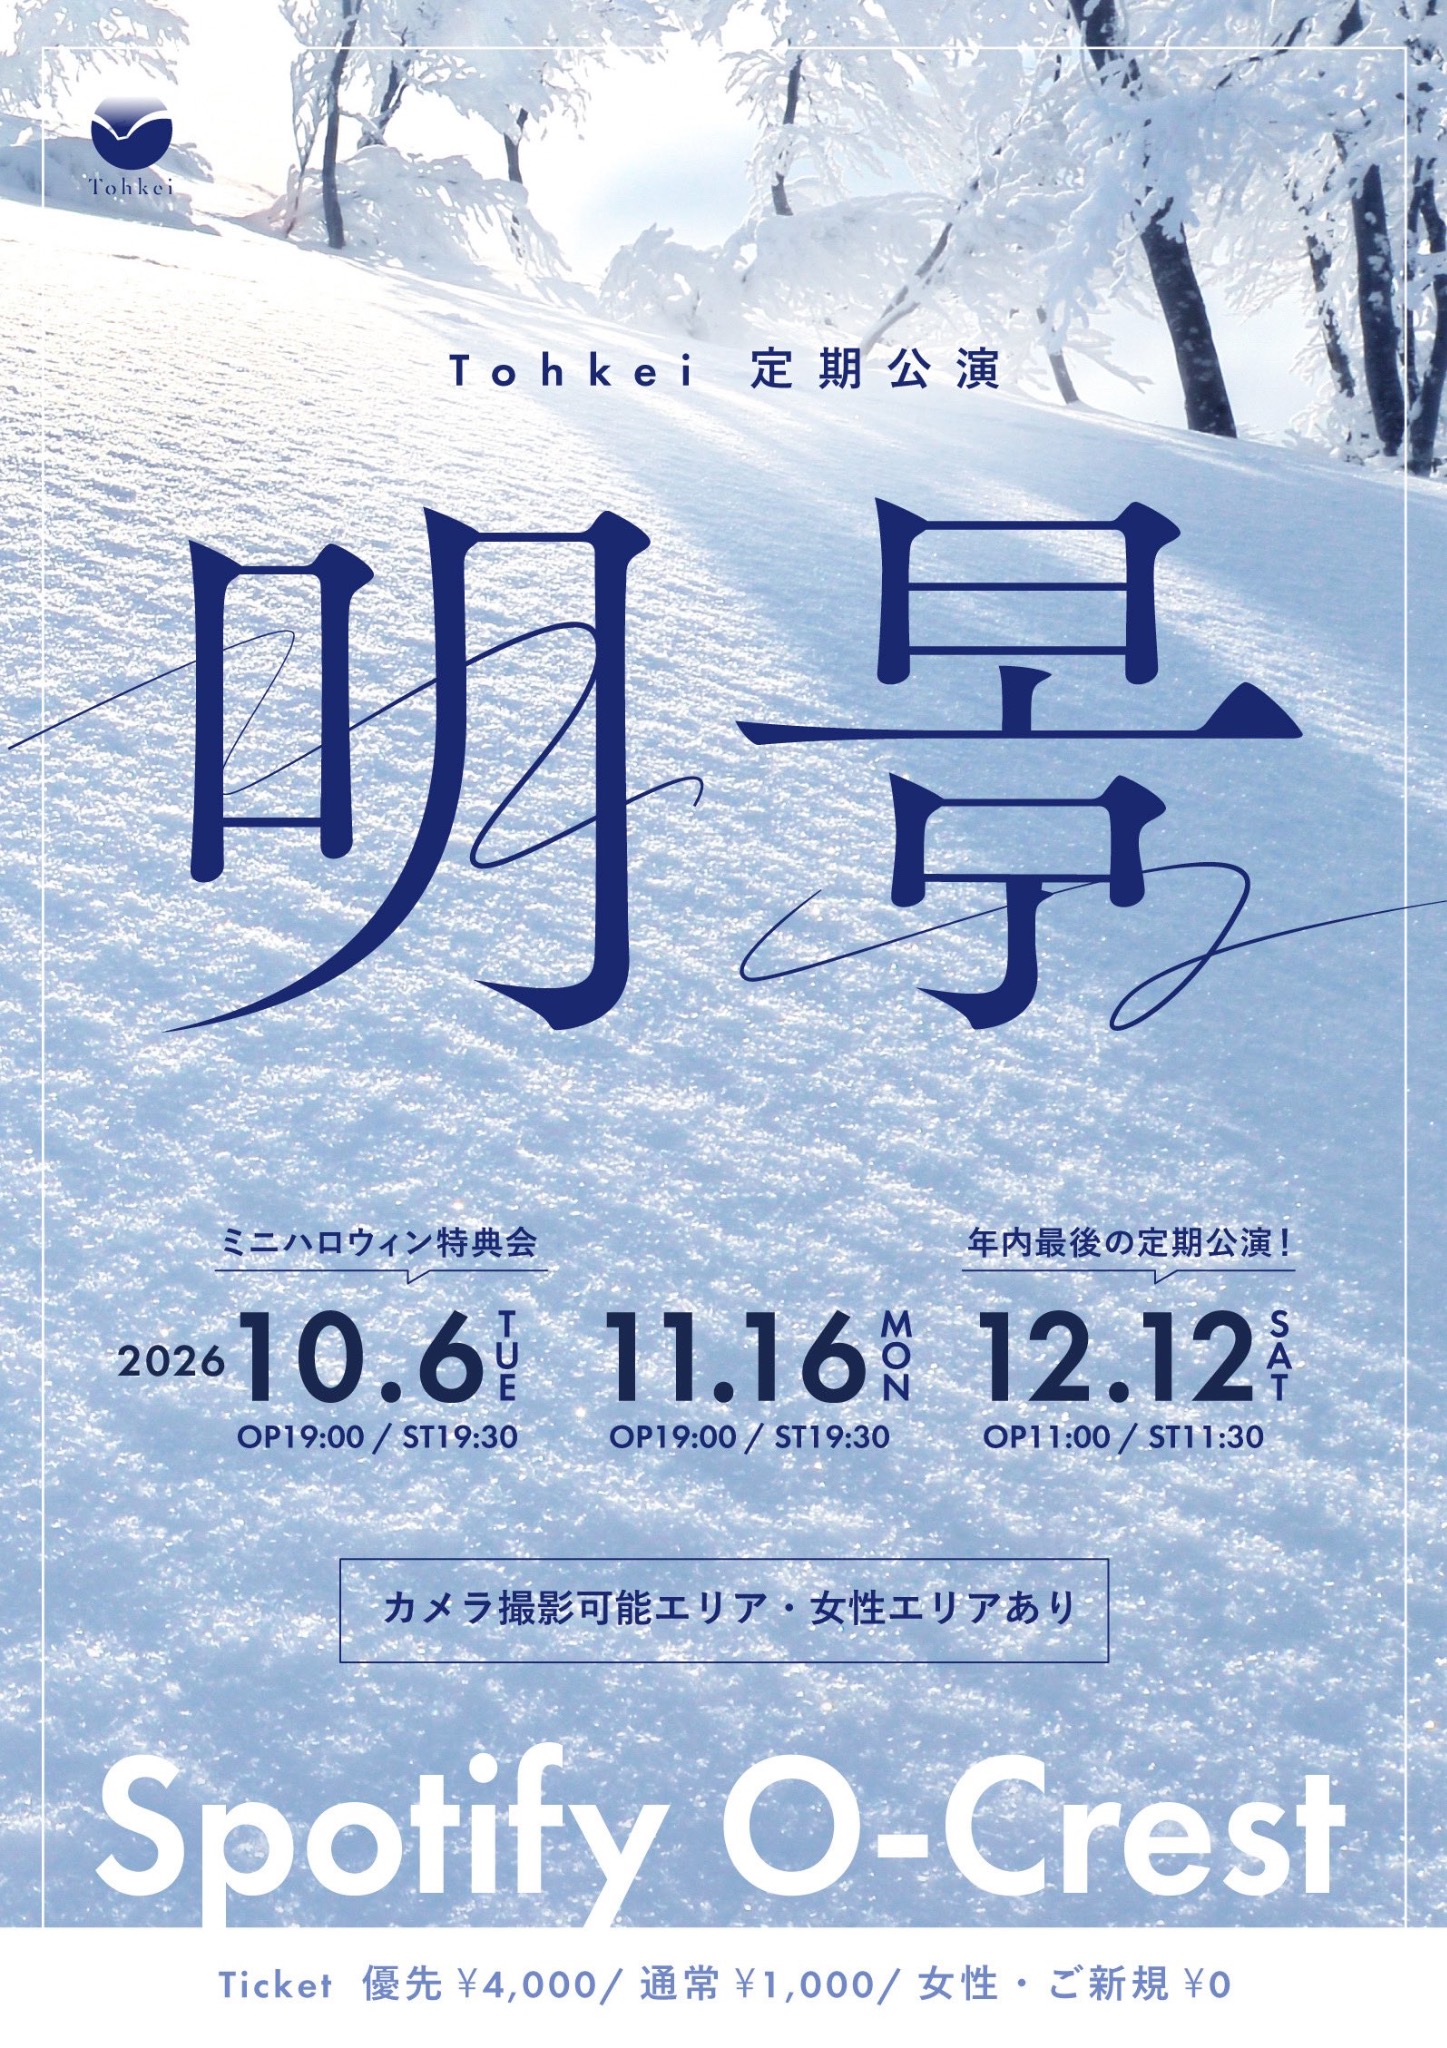 Tohkei
Tohkei 定期公演
明景
ミニハロウィン特典会
2026 10.6 TUE
OP19:00 / ST19:30
11.16 MON
OP19:00 / ST19:30
年内最後の定期公演！
12.12 SAT
OP11:00 / ST11:30
カメラ撮影可能エリア・女性エリアあり
Spotify O-Crest
Ticket 優先 ¥4,000/ 通常 ¥1,000/ 女性・ご新規 ¥0